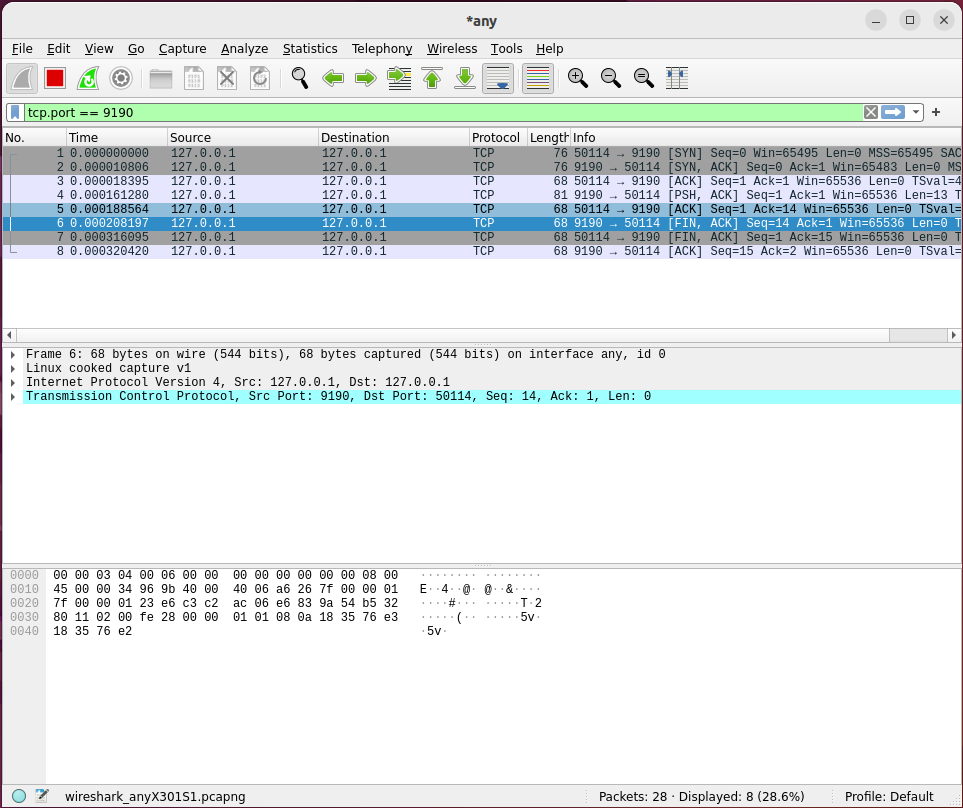 *any
File Edit View Go Capture Analyze Statistics Telephony Wireless Tools Help
tcp.port == 9190
No. Time Source Destination Protocol Length Info
1 0.000000000 127.0.0.1 127.0.0.1 TCP 76 50114 → 9190 [SYN] Seq=0 Win=65495 Len=0 MSS=65495 SAC
2 0.000010806 127.0.0.1 127.0.0.1 TCP 76 9190 → 50114 [SYN, ACK] Seq=0 Ack=1 Win=65483 Len=0 MS
3 0.000018395 127.0.0.1 127.0.0.1 TCP 68 50114 → 9190 [ACK] Seq=1 Ack=1 Win=65536 Len=0 TSval=4
4 0.000161280 127.0.0.1 127.0.0.1 TCP 81 9190 → 50114 [PSH, ACK] Seq=1 Ack=1 Win=65536 Len=13 T
5 0.000188564 127.0.0.1 127.0.0.1 TCP 68 50114 → 9190 [ACK] Seq=1 Ack=14 Win=65536 Len=0 TSval=
6 0.000208197 127.0.0.1 127.0.0.1 TCP 68 9190 → 50114 [FIN, ACK] Seq=14 Ack=1 Win=65536 Len=0 T
7 0.000316095 127.0.0.1 127.0.0.1 TCP 68 50114 → 9190 [FIN, ACK] Seq=1 Ack=15 Win=65536 Len=0 T
8 0.000320420 127.0.0.1 127.0.0.1 TCP 68 9190 → 50114 [ACK] Seq=15 Ack=2 Win=65536 Len=0 TSval=
Frame 6: 68 bytes on wire (544 bits), 68 bytes captured (544 bits) on interface any, id 0
Linux cooked capture v1
Internet Protocol Version 4, Src: 127.0.0.1, Dst: 127.0.0.1
Transmission Control Protocol, Src Port: 9190, Dst Port: 50114, Seq: 14, Ack: 1, Len: 0
0000 00 00 03 04 00 06 00 00 00 00 00 00 00 00 08 00 ········ ········
0010 45 00 00 34 96 9b 40 00 40 06 a6 26 7f 00 00 01 E··4··@· @··&····
0020 7f 00 00 01 23 e6 c3 c2 ac 06 e6 83 9a 54 b5 32 ····#··· ·····T·2
0030 80 11 02 00 fe 28 00 00 01 01 08 0a 18 35 76 e3 ·····(·· ·····5v·
0040 18 35 76 e2 ·5v·
wireshark_anyX301S1.pcapng Packets: 28 · Displayed: 8 (28.6%) Profile: Default